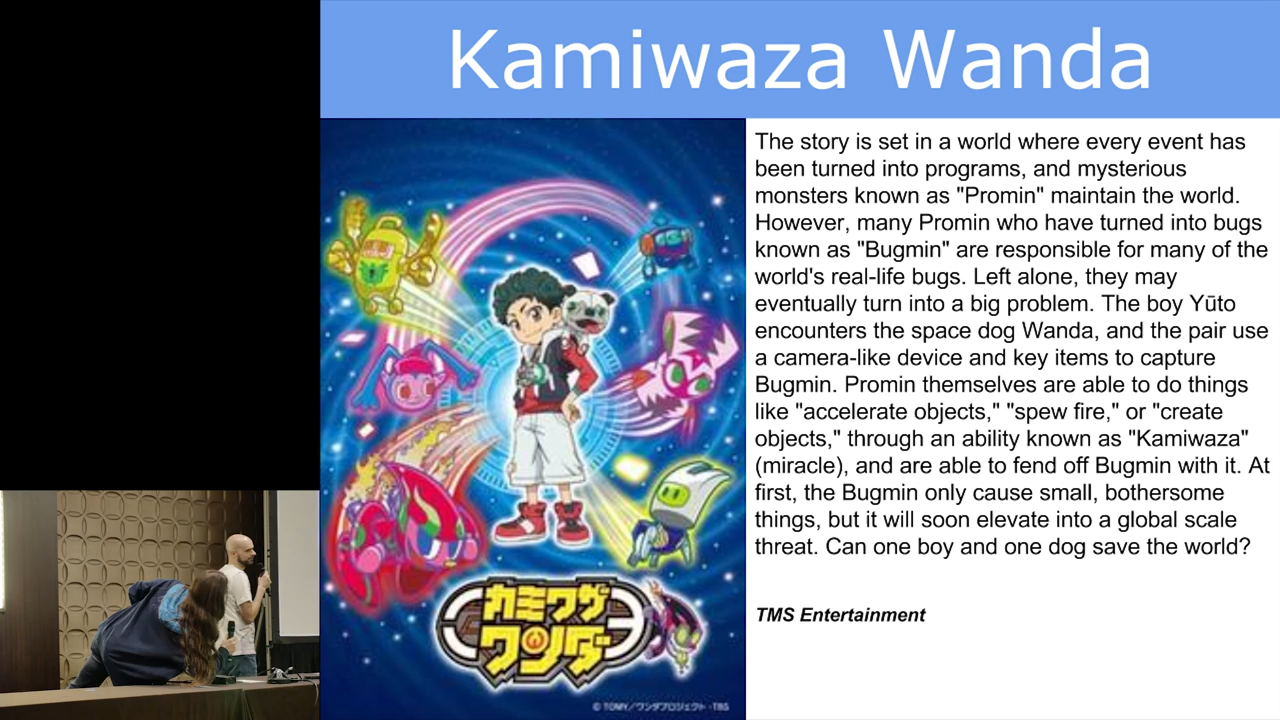 Kamiwaza Wanda
The story is set in a world where every event has
been turned into programs, and mysterious
monsters known as "Promin" maintain the world.
However, many Promin who have turned into bugs
known as "Bugmin" are responsible for many of the
world's real-life bugs. Left alone, they may
eventually turn into a big problem. The boy Yūto
encounters the space dog Wanda, and the pair use
a camera-like device and key items to capture
Bugmin. Promin themselves are able to do things
like "accelerate objects," "spew fire," or "create
objects," through an ability known as "Kamiwaza"
(miracle), and are able to fend off Bugmin with it. At
first, the Bugmin only cause small, bothersome
things, but it will soon elevate into a global scale
threat. Can one boy and one dog save the world?
TMS Entertainment
カミワザ
ワンダ
© TOMY/ワンダプロジェクト・TBS